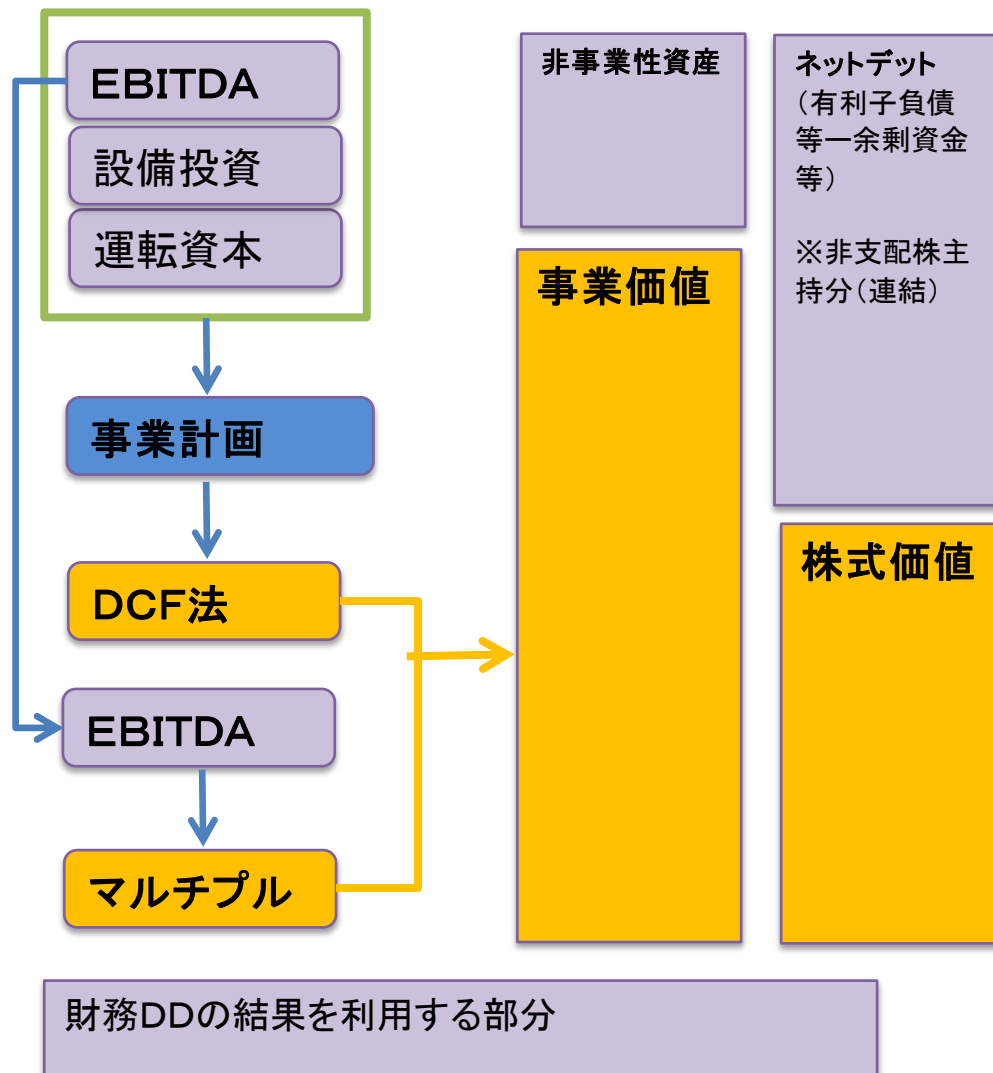 EBITDA
設備投資
運転資本
事業計画
DCF法
EBITDA
マルチプル
非事業性資産
事業価値
ネットデット
（有利子負債
等ー余剰資金
等）
※非支配株主
持分（連結）
株式価値
財務DDの結果を利用する部分